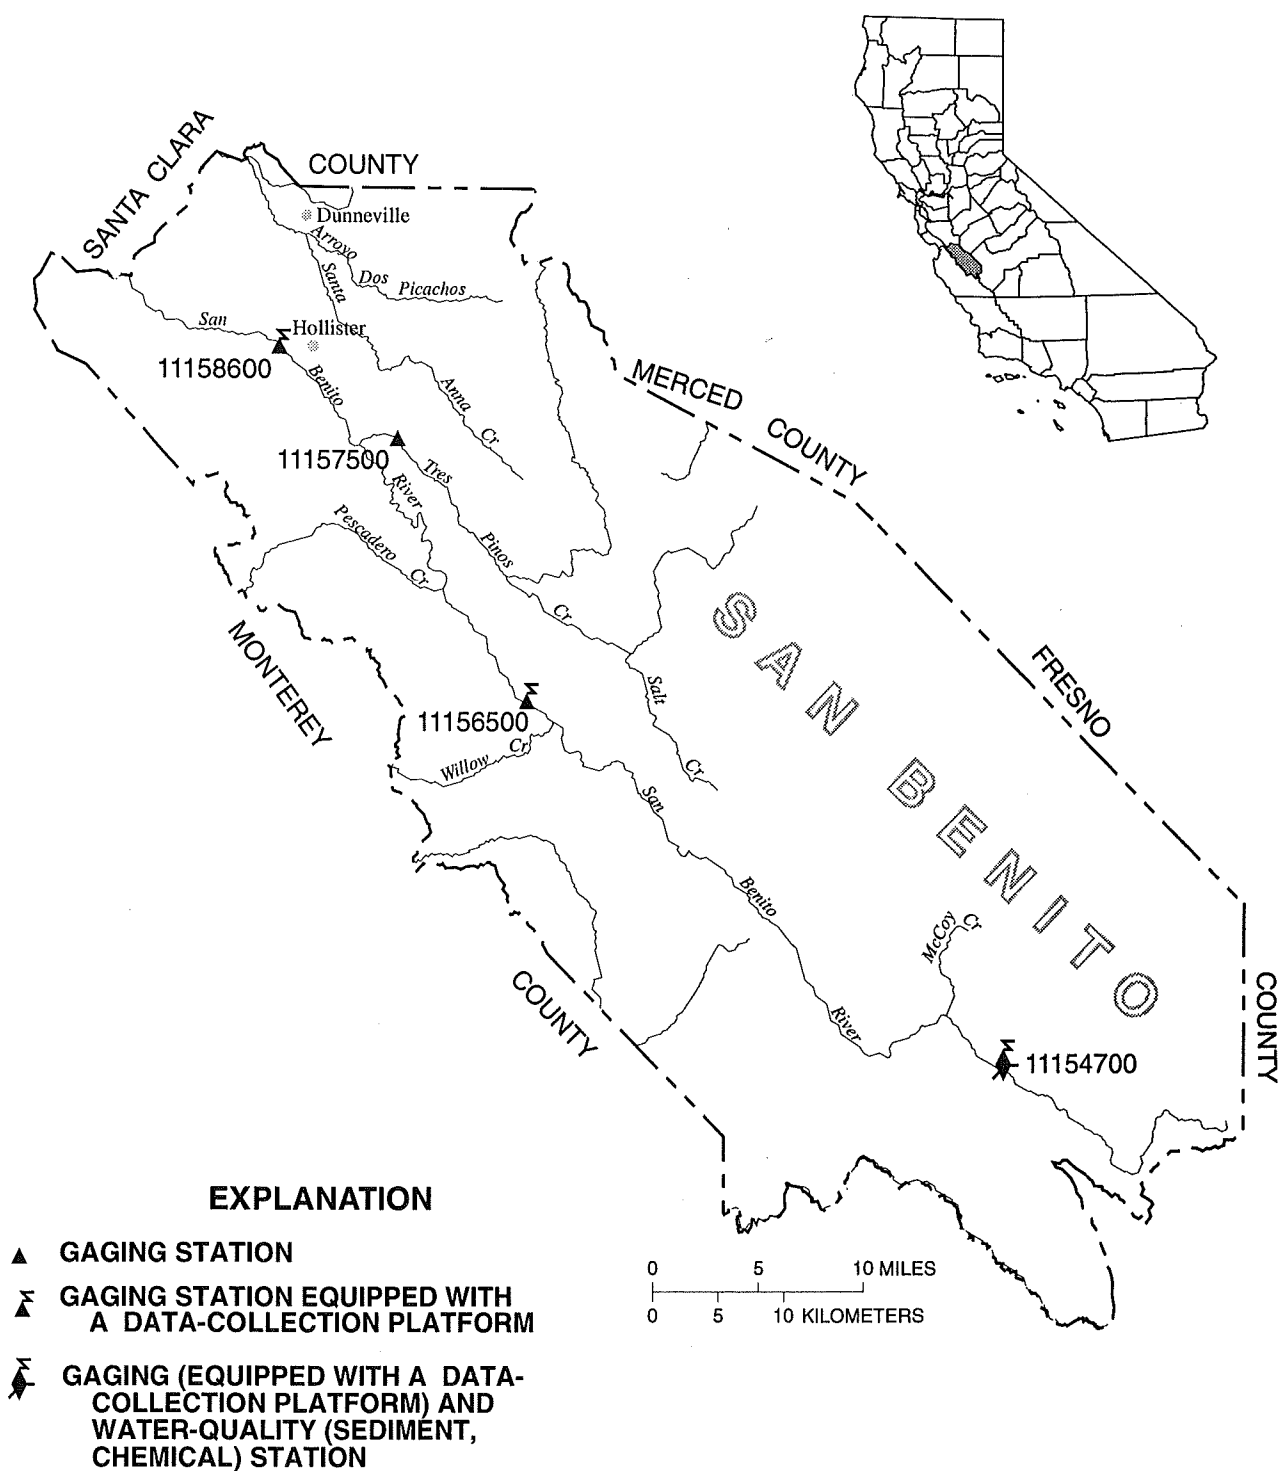 SANTA CLARA
COUNTY
Dunneville
Arroyo
Santa
Dos Picachos
San
Hollister
11158600
Benito
Anna
Cr
MERCED COUNTY
11157500
Tres
River
Pescadero
Cr
Pinos
Cr
SAN BENITO
MONTEREY
FRESNO
Salt
Cr
11156500
Willow Cr
San
Benito
McCoy Cr
COUNTY
River
COUNTY
11154700
EXPLANATION
GAGING STATION
GAGING STATION EQUIPPED WITH
A DATA-COLLECTION PLATFORM
GAGING (EQUIPPED WITH A DATA-
COLLECTION PLATFORM) AND
WATER-QUALITY (SEDIMENT,
CHEMICAL) STATION
0 5 10 MILES
0 5 10 KILOMETERS